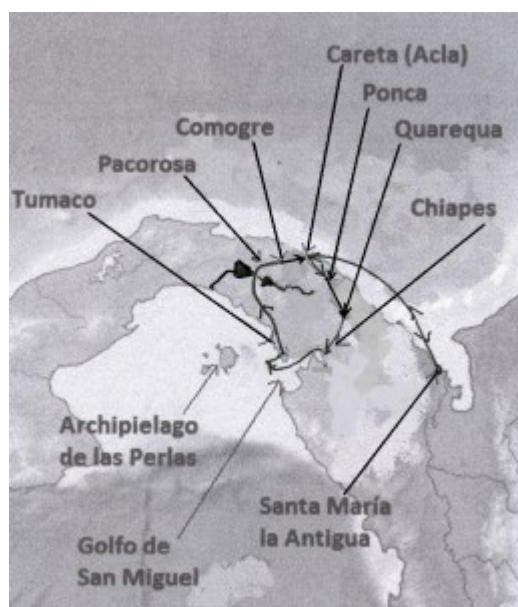 Careta (Acla)
Ponca
Comogre
Quarequa
Pacorosa
Tumaco
Chiapes
Archipielago
de las Perlas
Santa María
la Antigua
Golfo de
San Miguel